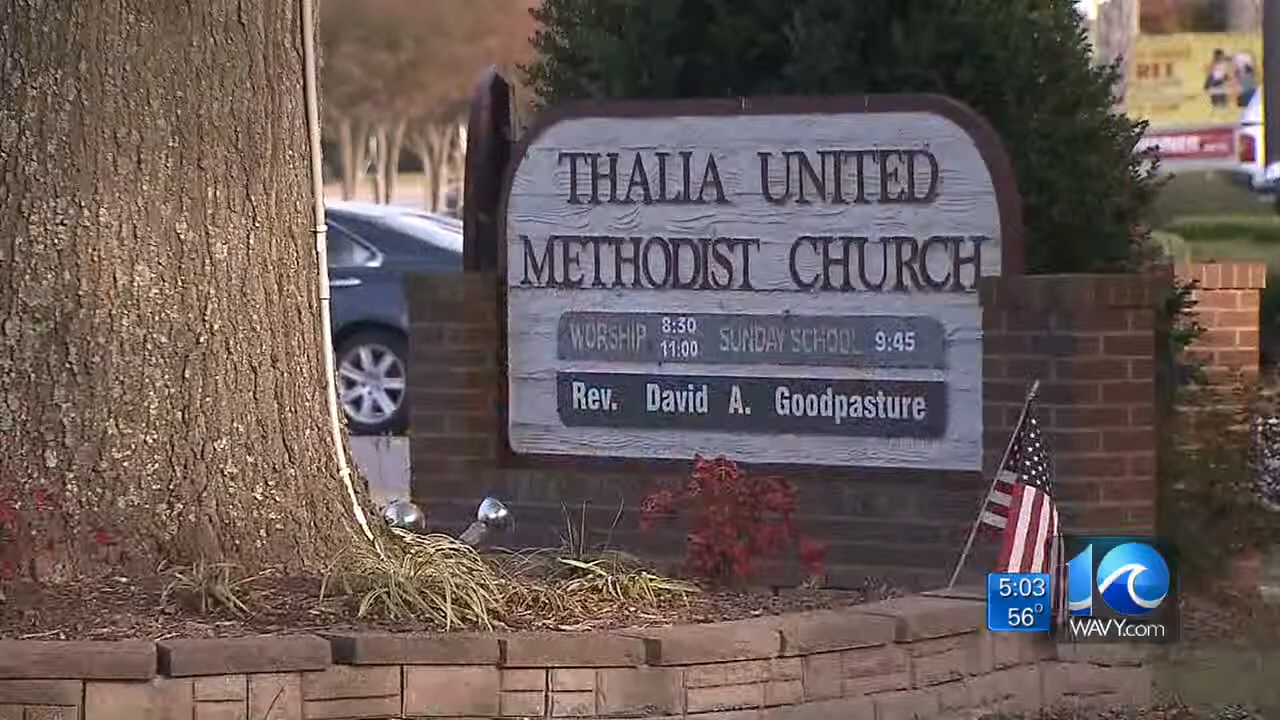 THALIA UNITED
METHODIST CHURCH
WORSHIP 8:30 11:00 SUNDAY SCHOOL 9:45
Rev. David A. Goodpasture
5:03
56°
10
WAVY.com